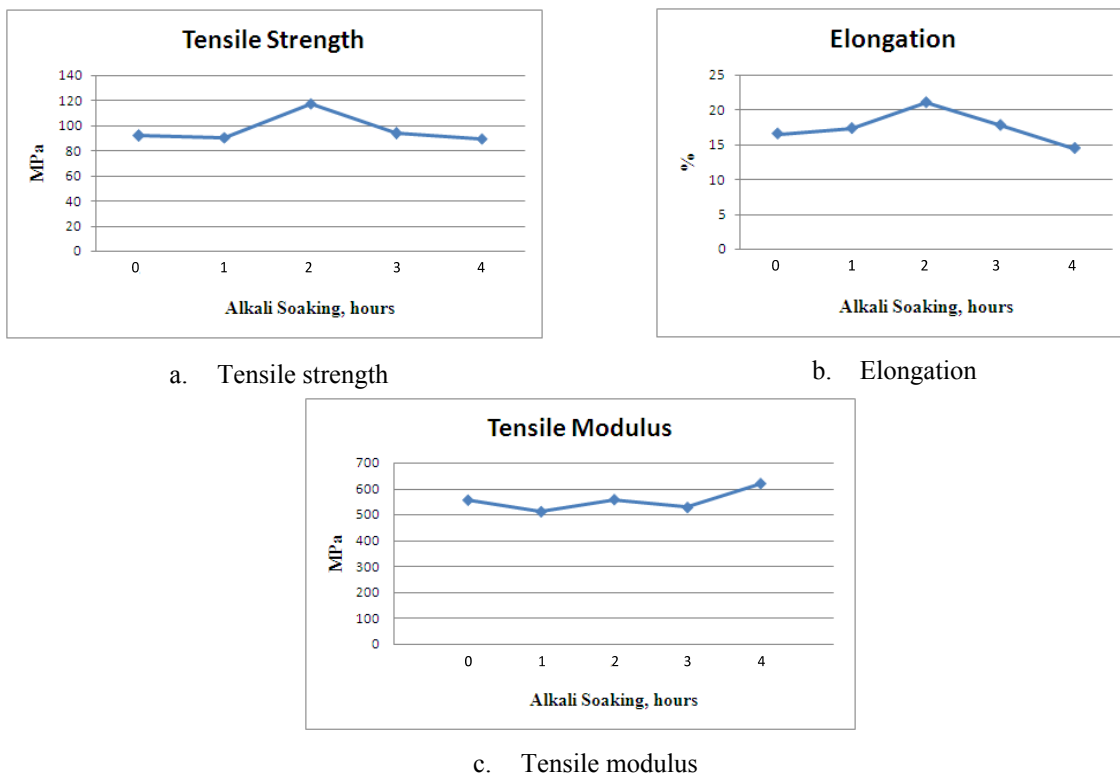 Tensile Strength
140
120
100
80
60
40
20
0
MPa
0 1 2 3 4
Alkali Soaking, hours
a. Tensile strength
Elongation
25
20
15
10
5
0
%
0 1 2 3 4
Alkali Soaking, hours
b. Elongation
Tensile Modulus
700
600
500
400
300
200
100
0
MPa
0 1 2 3 4
Alkali Soaking, hours
c. Tensile modulus